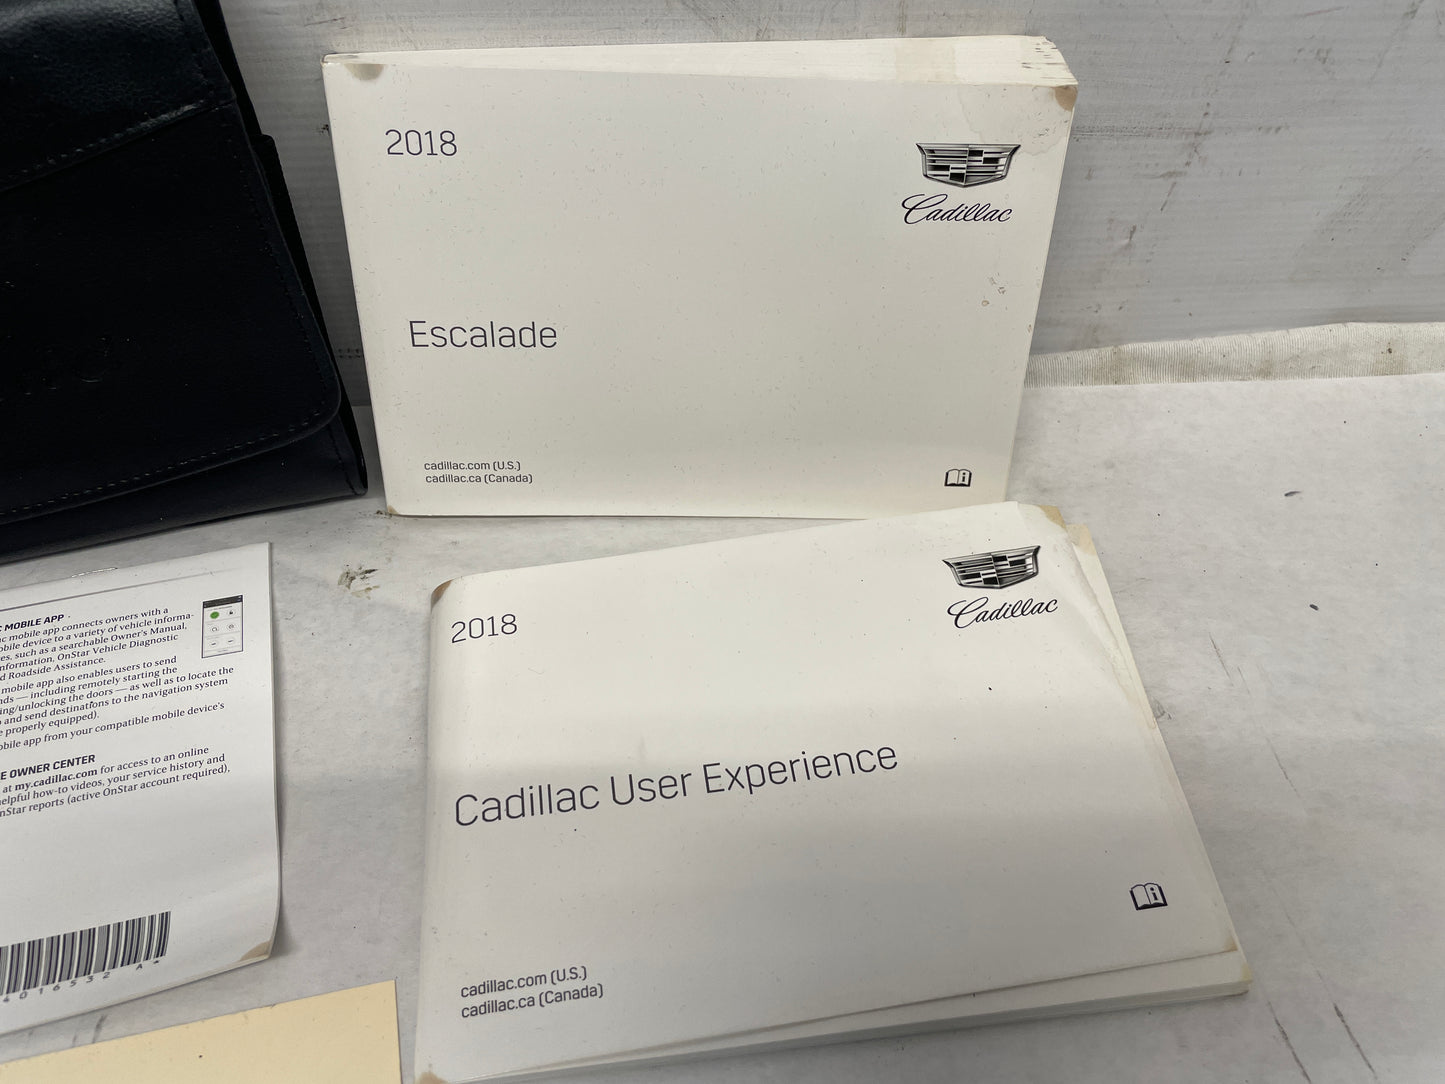 2018
Cadillac
Escalade
cadillac.com (U.S.)
cadillac.ca (Canada)
2018
Cadillac
Cadillac User Experience
cadillac.com (U.S.)
cadillac.ca (Canada)
MOBILE APP
mobile app connects owners with a
mobile device to a variety of vehicle informa-
such as a searchable Owner's Manual,
information, OnStar Vehicle Diagnostic
Roadside Assistance.
mobile app also enables users to send
— including remotely starting the
/unlocking the doors — as well as to locate the
and send destinations to the navigation system
properly equipped).
app from your compatible mobile device's
OWNER CENTER
at my.cadillac.com for access to an online
helpful how-to videos, your service history and
OnStar reports (active OnStar account required),
4016532 A*